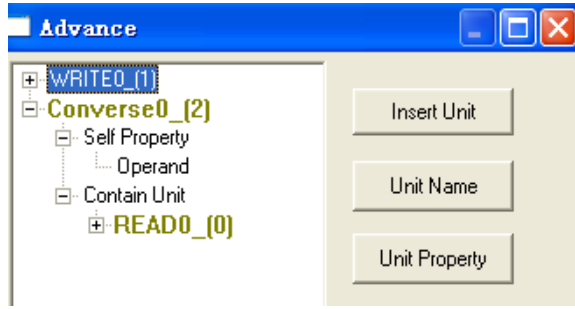 Advance
WRITE0_(1)
Converse0_(2)
Self Property
Operand
Contain Unit
READ0_(0)
Insert Unit
Unit Name
Unit Property